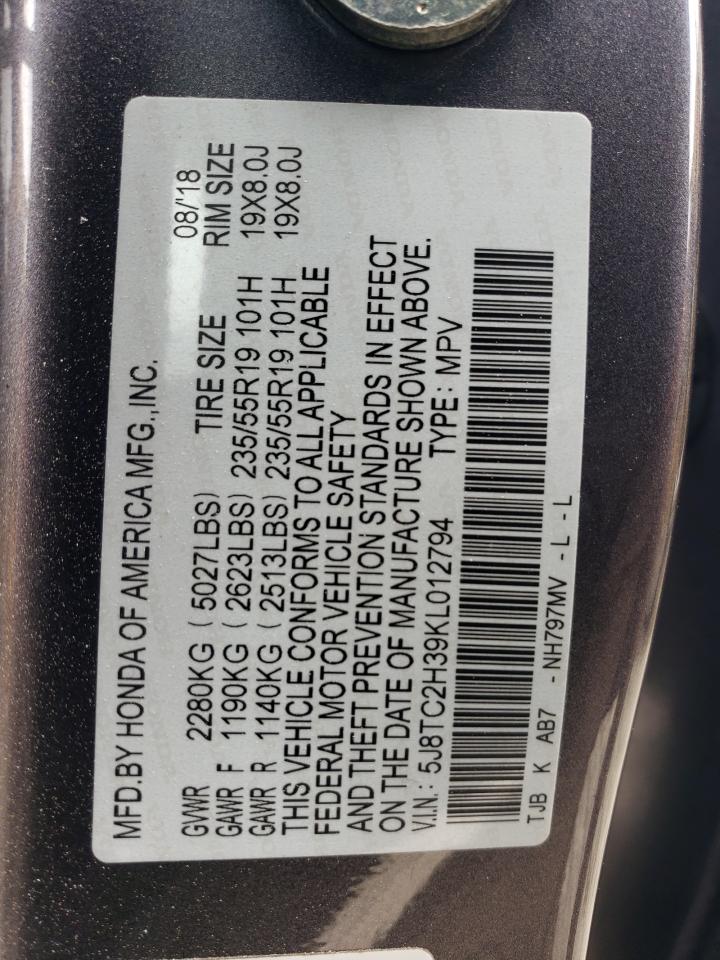 MFD.BY HONDA OF AMERICA MFG.,INC.
08/'18
GVWR 2280KG ( 5027LBS) TIRE SIZE RIM SIZE
GAWR F 1190KG ( 2623LBS) 235/55R19 101H 19X8.0J
GAWR R 1140KG ( 2513LBS) 235/55R19 101H 19X8.0J
THIS VEHICLE CONFORMS TO ALL APPLICABLE
FEDERAL MOTOR VEHICLE SAFETY
AND THEFT PREVENTION STANDARDS IN EFFECT
ON THE DATE OF MANUFACTURE SHOWN ABOVE.
V.I.N.: 5J8TC2H39KL012794 TYPE : MPV
TJB K AB7 -NH797MV - L - L